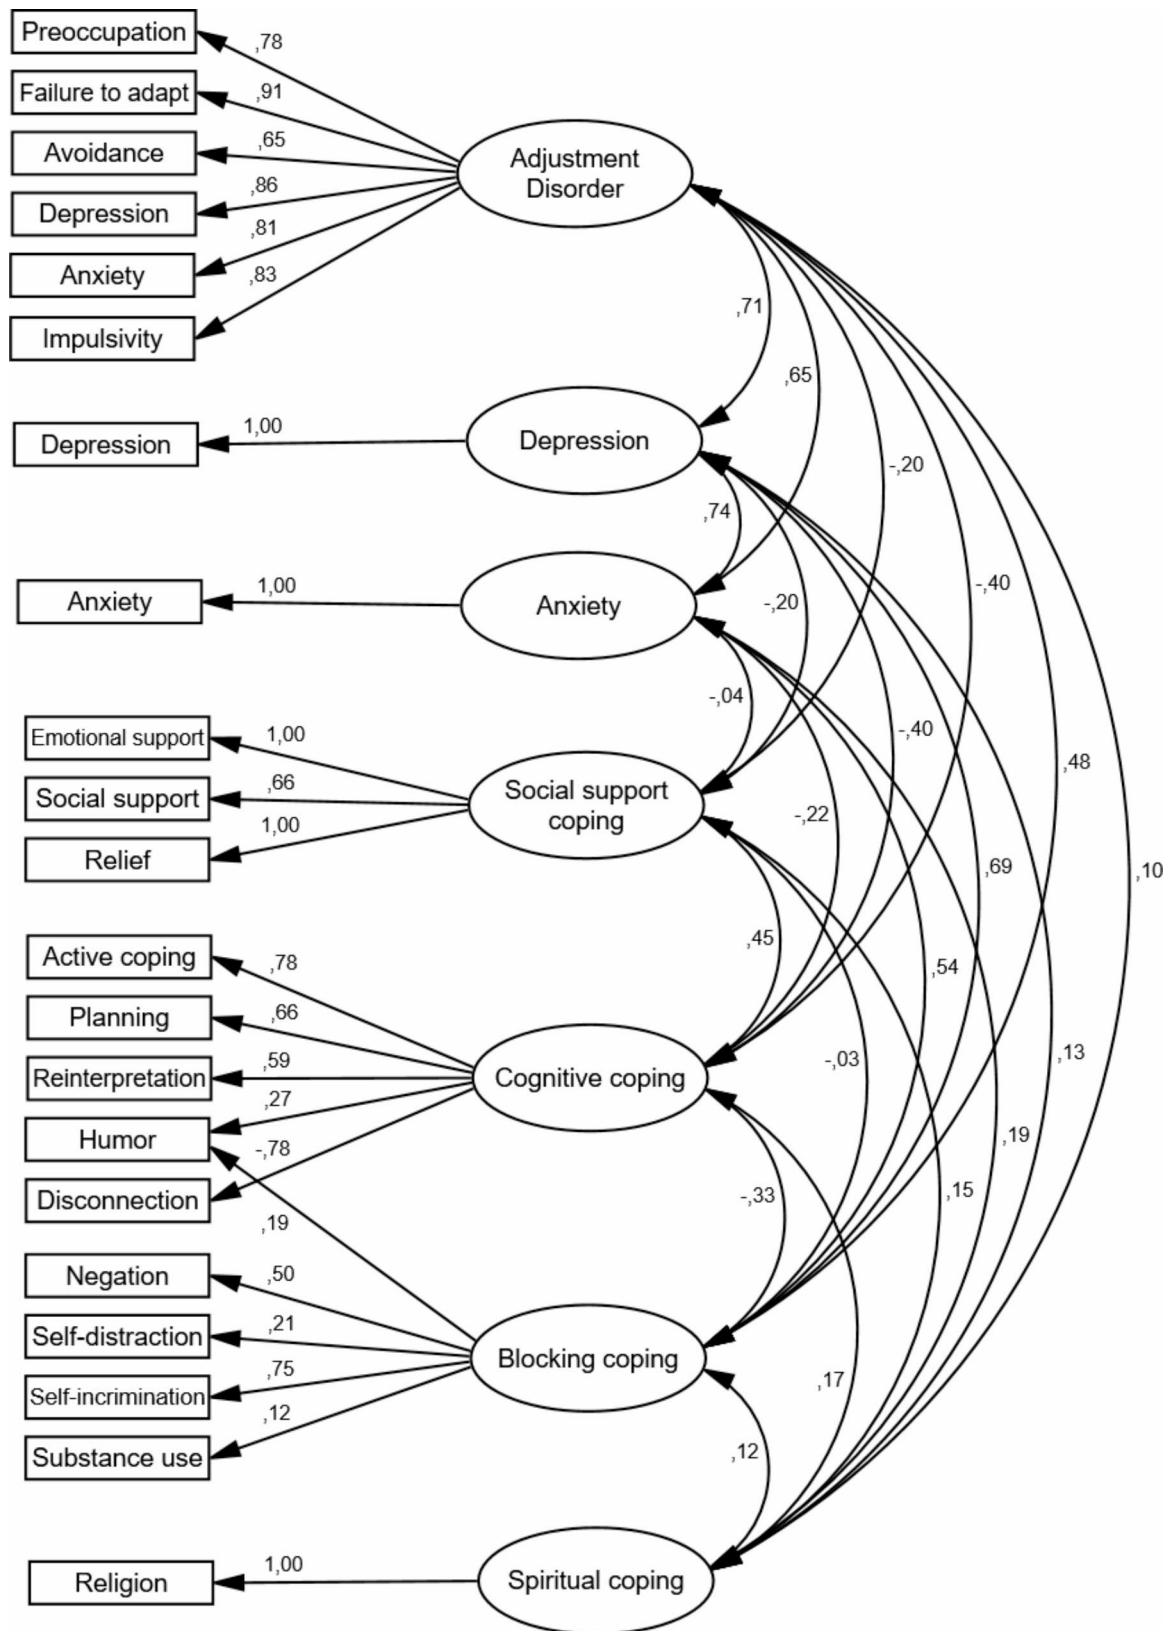 Preoccupation
,78
Failure to adapt
,91
Avoidance
,65
Adjustment
Disorder
Depression
,86
Anxiety
,81
Impulsivity
,83
,71
,65
Depression
1,00
Depression
-,20
,74
Anxiety
1,00
Anxiety
-,20
-,40
-,04
Emotional support
1,00
-,40
Social support
,66
Social support
coping
,48
Relief
1,00
-,22
,69
,10
Active coping
,78
,45
,54
Planning
,66
Reinterpretation
,59
Cognitive coping
-,03
,13
Humor
,27
Disconnection
-,78
,19
-,33
,15
,19
Negation
,50
Self-distraction
,21
Blocking coping
Self-incrimination
,75
,17
Substance use
,12
,12
Religion
1,00
Spiritual coping